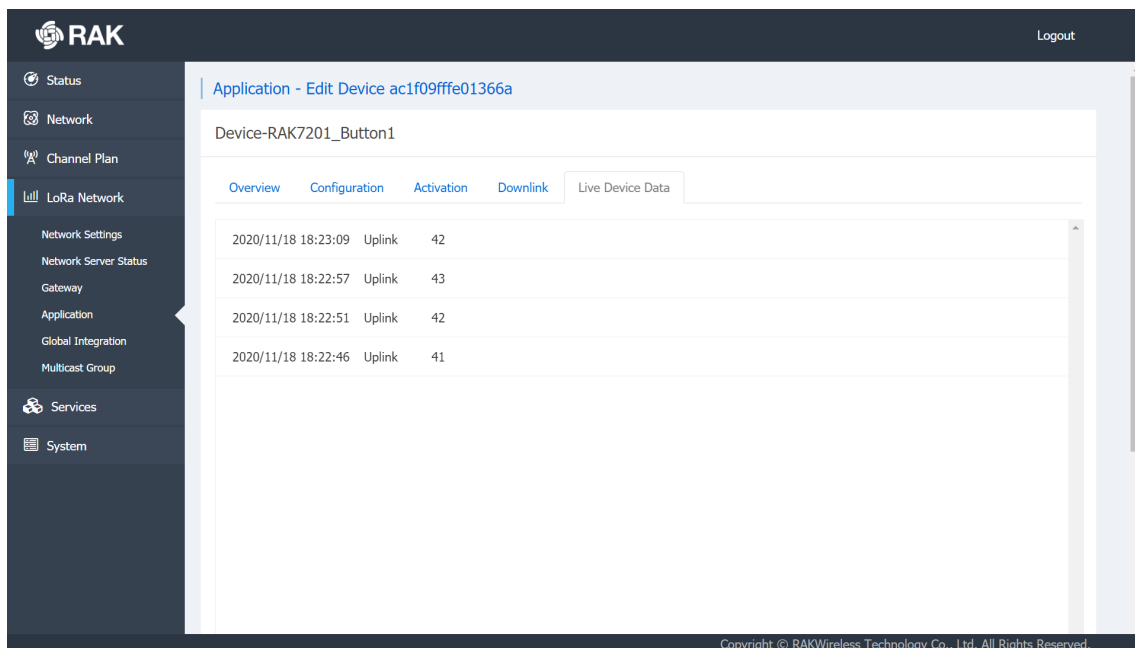 RAK
Logout
Status
Network
Channel Plan
LoRa Network
Network Settings
Network Server Status
Gateway
Application
Global Integration
Multicast Group
Services
System
Application - Edit Device ac1f09fffe01366a
Device-RAK7201_Button1
Overview Configuration Activation Downlink Live Device Data
2020/11/18 18:23:09 Uplink 42
2020/11/18 18:22:57 Uplink 43
2020/11/18 18:22:51 Uplink 42
2020/11/18 18:22:46 Uplink 41
Copyright © RAKWireless Technology Co., Ltd. All Rights Reserved.